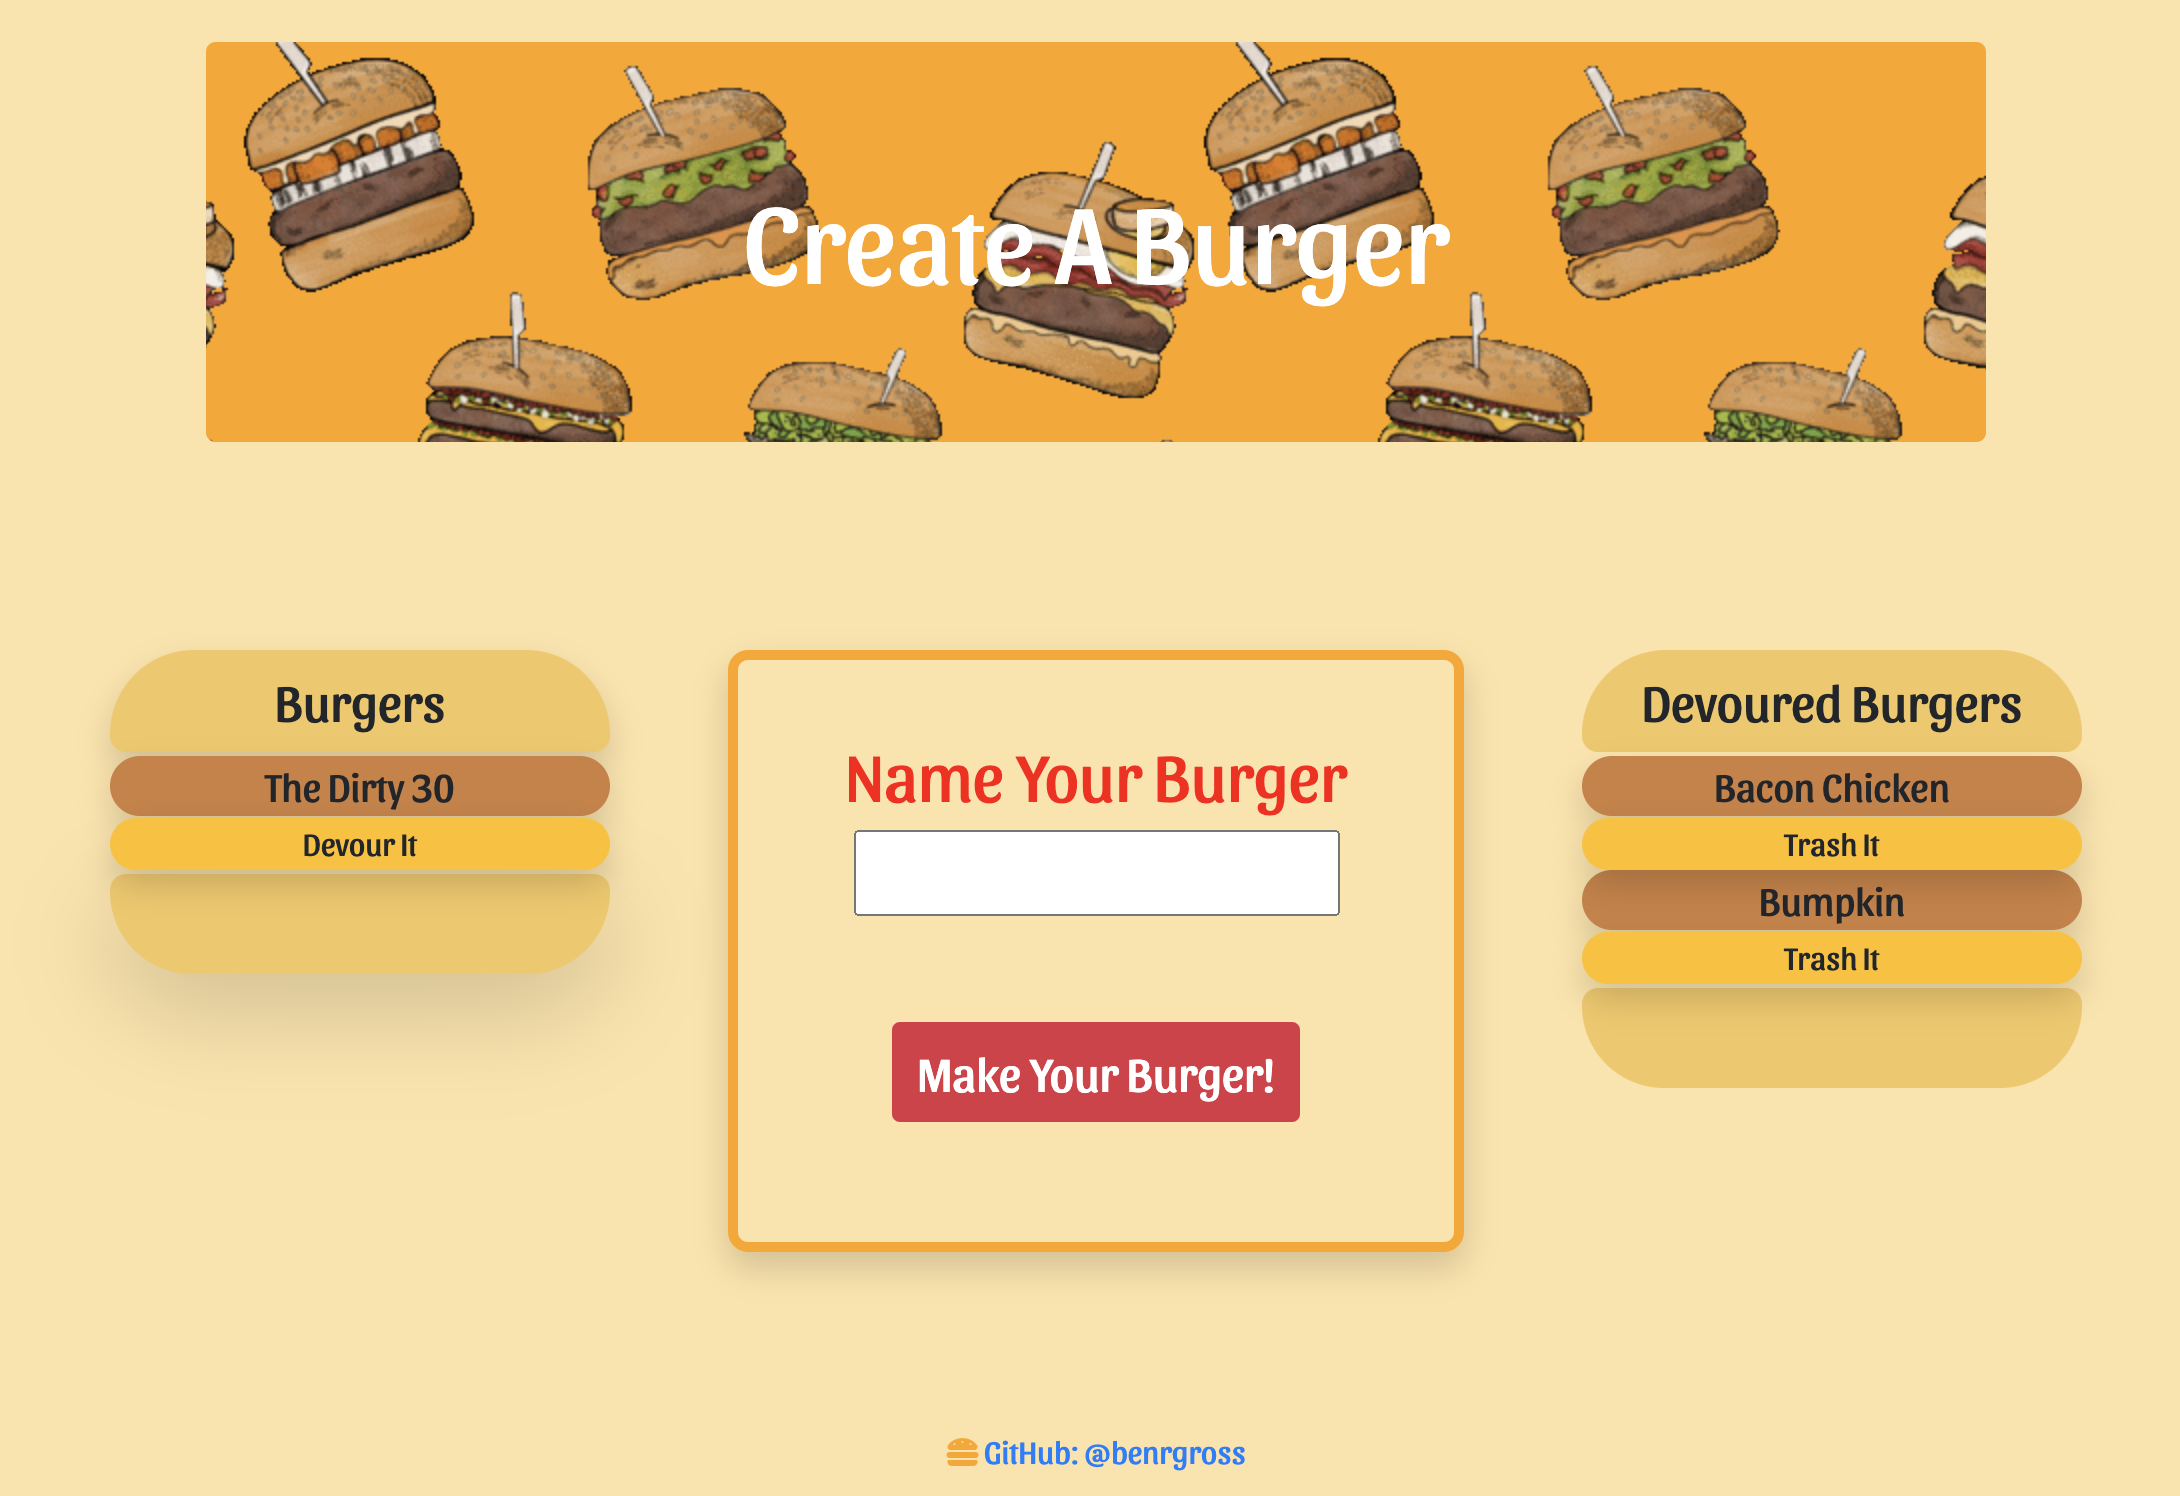 Create A Burger
Burgers
The Dirty 30
Devour It
Name Your Burger
Make Your Burger!
Devoured Burgers
Bacon Chicken
Trash It
Bumpkin
Trash It
GitHub: @benrgross